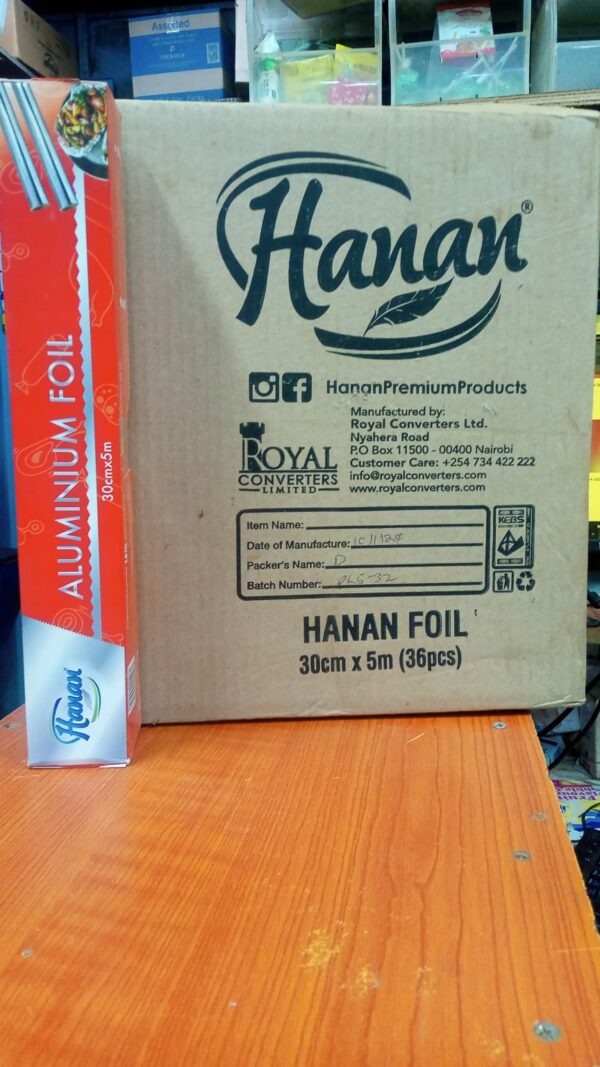 Assorted
ALUMINIUM FOIL
30cmx5m
Hanan
Hanan®
HananPremiumProducts
Manufactured by:
Royal Converters Ltd.
Nyahera Road
P.O Box 11500 - 00400 Nairobi
Customer Care: +254 734 422 222
info@royalconverters.com
www.royalconverters.com
ROYAL
CONVERTERS
LIMITED
Item Name:
Date of Manufacture:
Packer's Name: D
Batch Number:
KEBS
HANAN FOIL
30cm x 5m (36pcs)